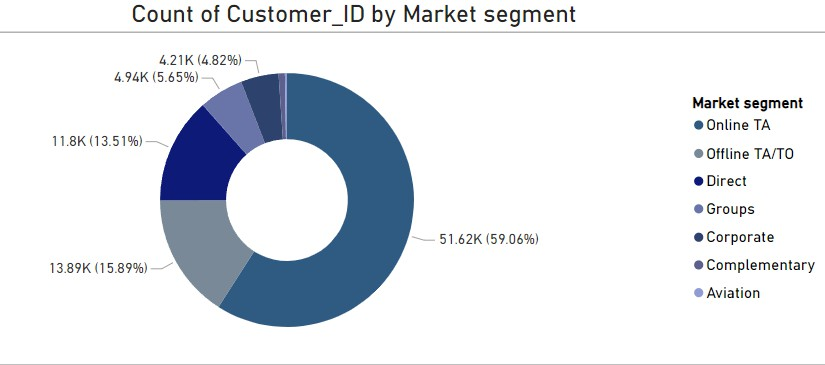 Count of Customer_ID by Market segment
4.21K (4.82%)
4.94K (5.65%)
11.8K (13.51%)
13.89K (15.89%)
51.62K (59.06%)
Market segment
Online TA
Offline TA/TO
Direct
Groups
Corporate
Complementary
Aviation